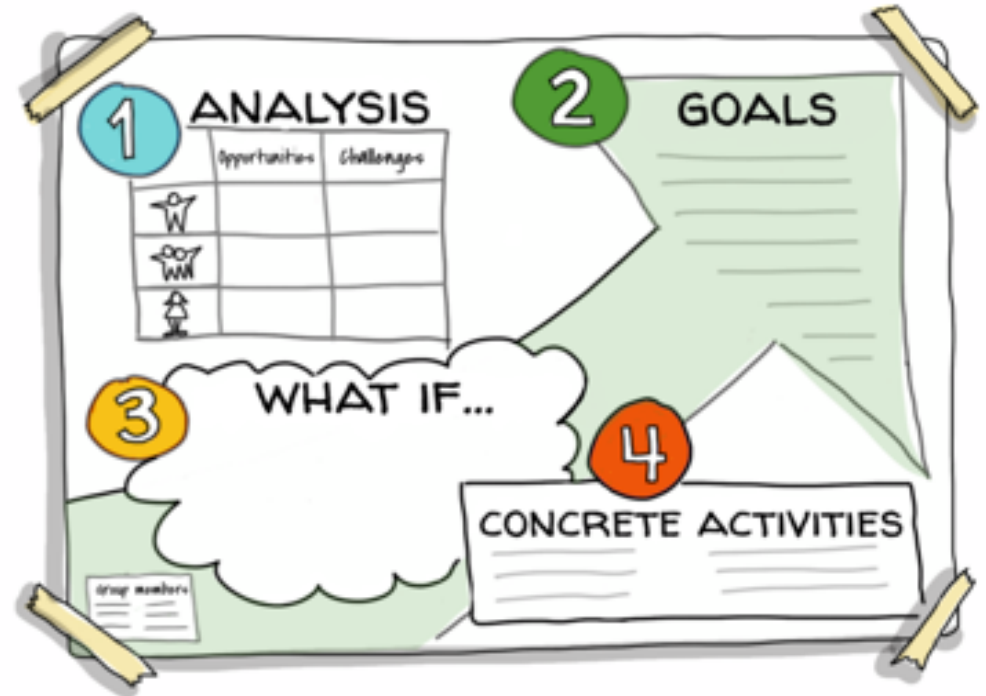 1 ANALYSIS
Opportunities Challenges
2 GOALS
3 WHAT IF...
4 CONCRETE ACTIVITIES
Group members